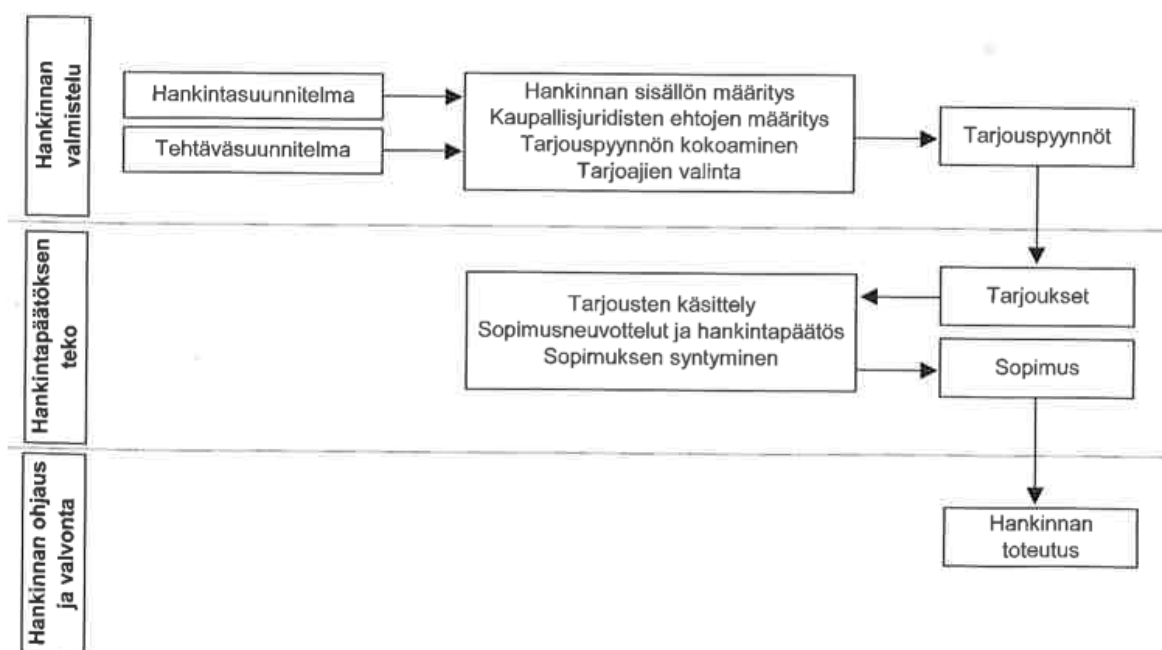 Hankinnan
valmistelu
Hankintasuunnitelma
Tehtäväsuunnitelma
Hankinnan sisällön määritys
Kaupallisjuridisten ehtojen määritys
Tarjouspyynnön kokoaminen
Tarjoajien valinta
Tarjouspyynnöt
Hankintapäätöksen
teko
Tarjousten käsittely
Sopimusneuvottelut ja hankintapäätös
Sopimuksen syntyminen
Tarjoukset
Sopimus
Hankinnan ohjaus
ja valvonta
Hankinnan
toteutus